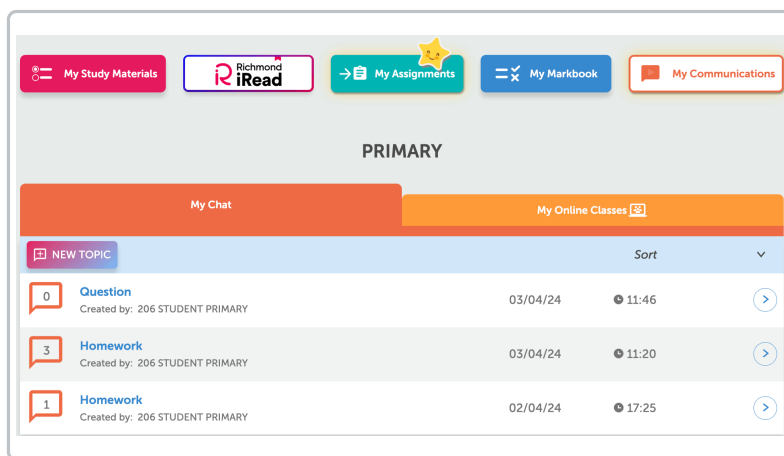 My Study Materials
Richmond
iRead
My Assignments
My Markbook
My Communications
PRIMARY
My Chat
My Online Classes
NEW TOPIC
Sort
0
Question
Created by: 206 STUDENT PRIMARY
03/04/24
11:46
3
Homework
Created by: 206 STUDENT PRIMARY
03/04/24
11:20
1
Homework
Created by: 206 STUDENT PRIMARY
02/04/24
17:25